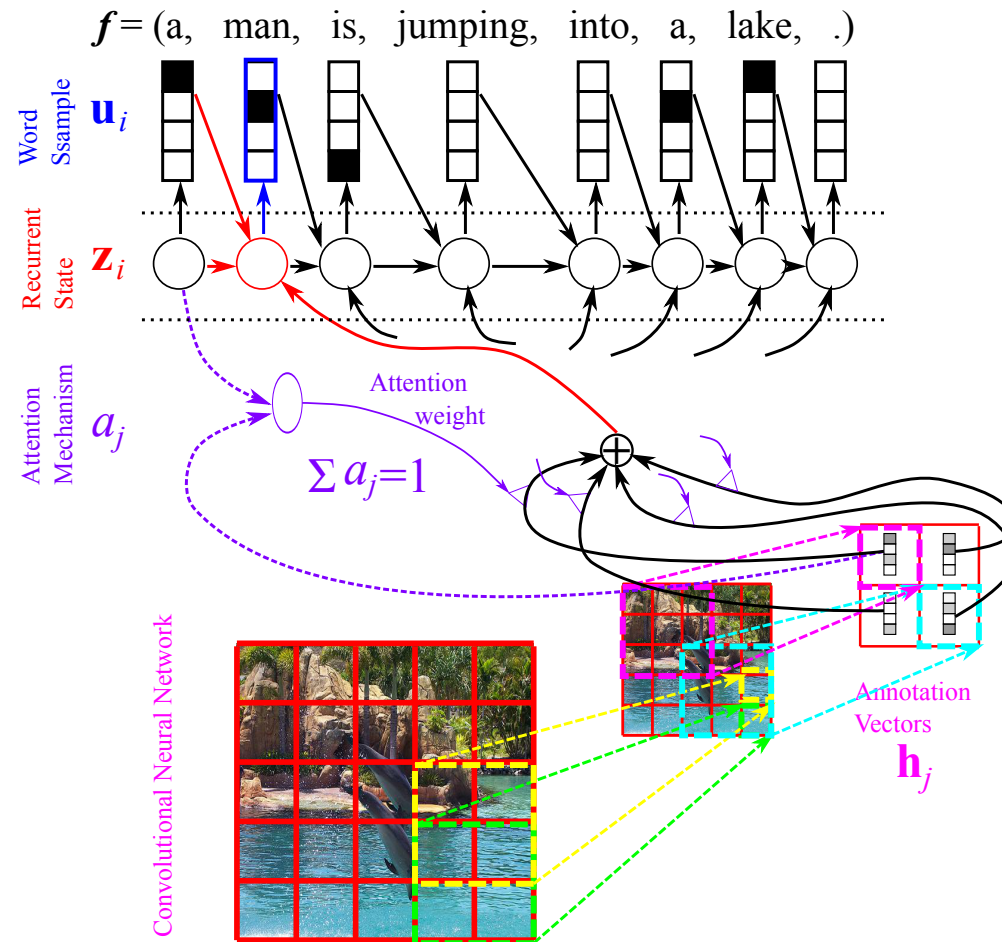 f = (a, man, is, jumping, into, a, lake, .)
Word
Ssample
u_i
Recurrent
State
z_i
Attention
Mechanism
a_j
Attention
weight
∑ a_j=1
Convolutional Neural Network
Annotation
Vectors
h_j